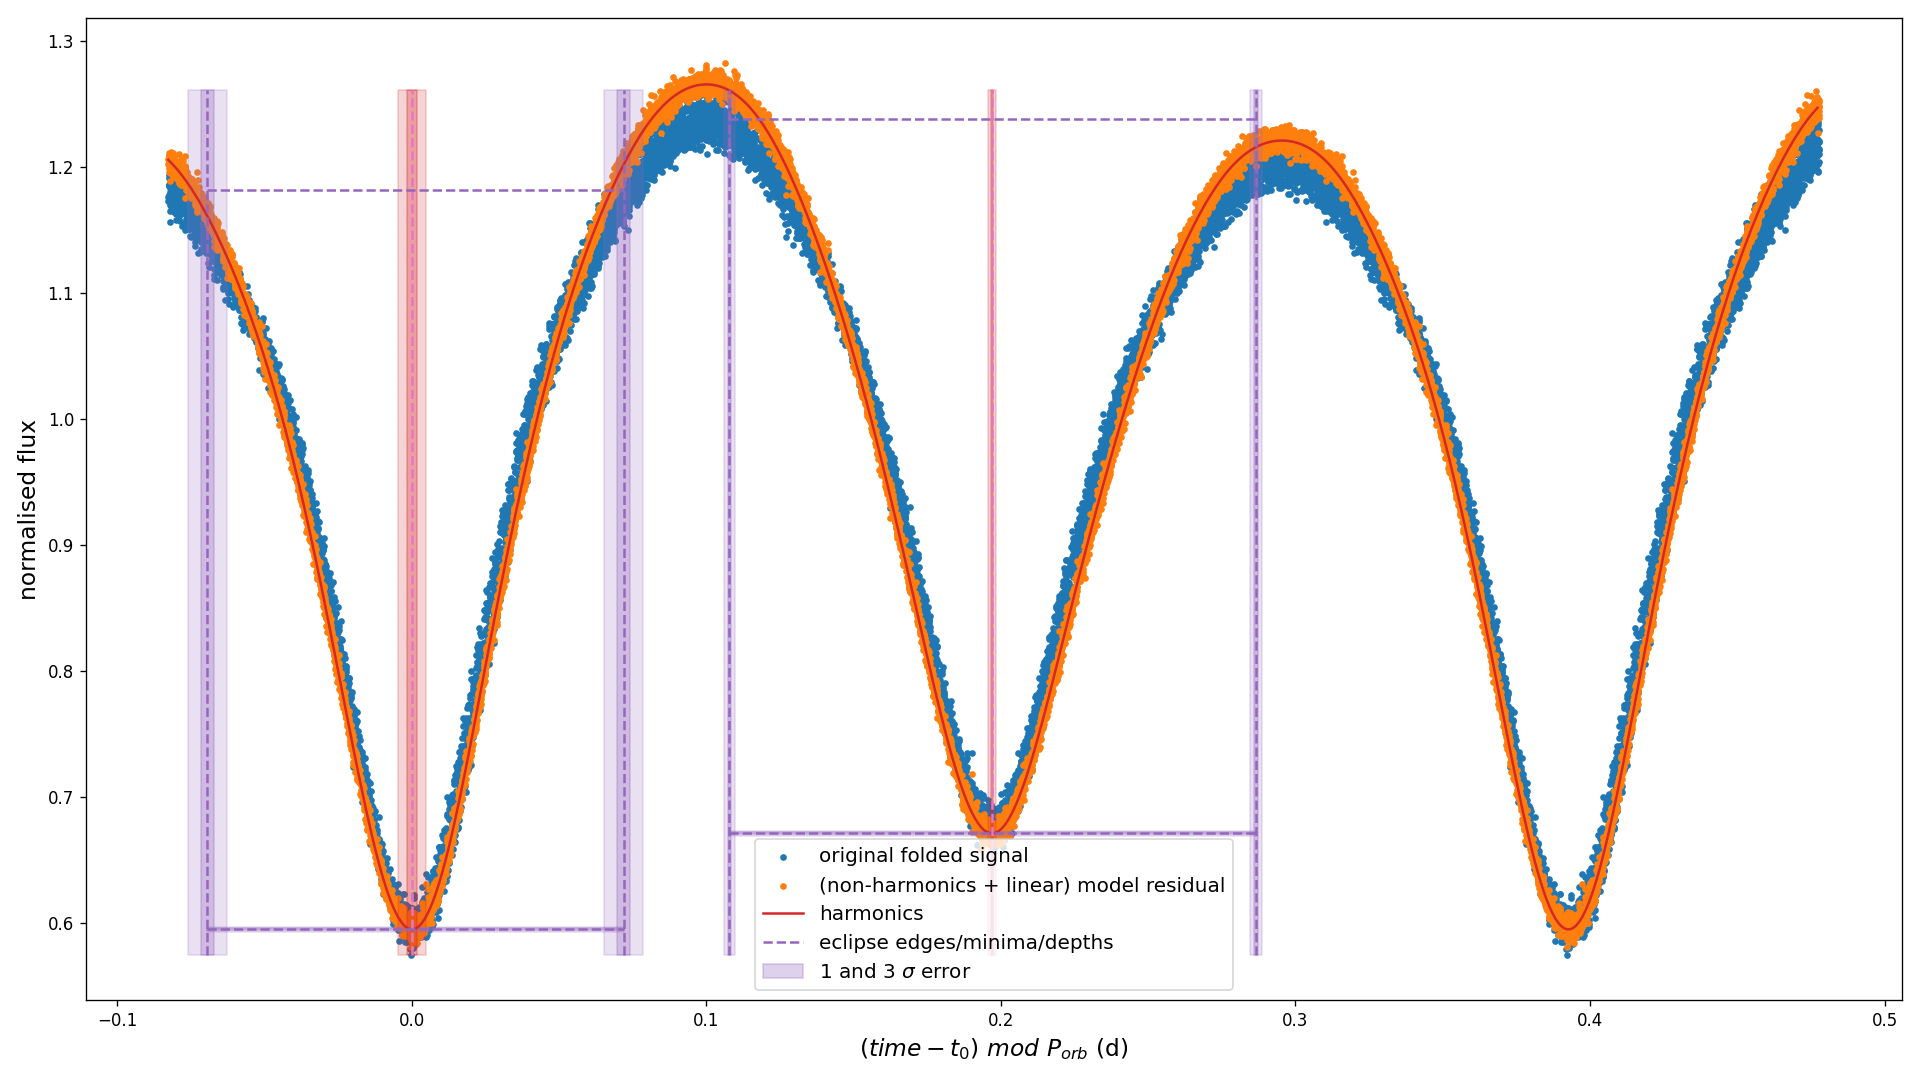 1.3
1.2
1.1
1.0
0.9
0.8
0.7
0.6
normalised flux
original folded signal
(non-harmonics + linear) model residual
harmonics
eclipse edges/minima/depths
1 and 3 σ error
−0.1 0.0 0.1 0.2 0.3 0.4 0.5
(time − t₀) mod Pₒᵣb (d)